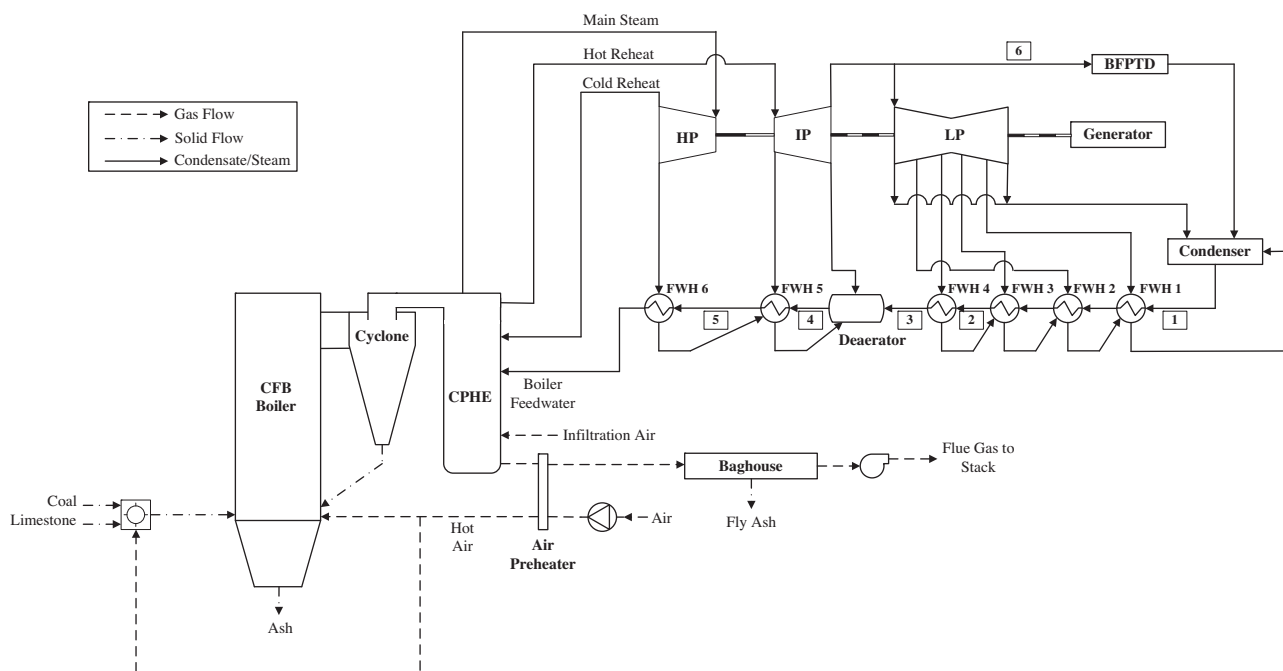 Main Steam
Hot Reheat
Cold Reheat
6
BFPTD
Gas Flow
Solid Flow
Condensate/Steam
HP
IP
LP
Generator
Condenser
FWH 6
FWH 5
FWH 4
FWH 3
FWH 2
FWH 1
5
4
3
2
1
Deaerator
Cyclone
CFB
Boiler
CPHE
Boiler
Feedwater
Infiltration Air
Baghouse
Flue Gas to
Stack
Coal
Limestone
Hot
Air
Air
Fly Ash
Air
Preheater
Ash